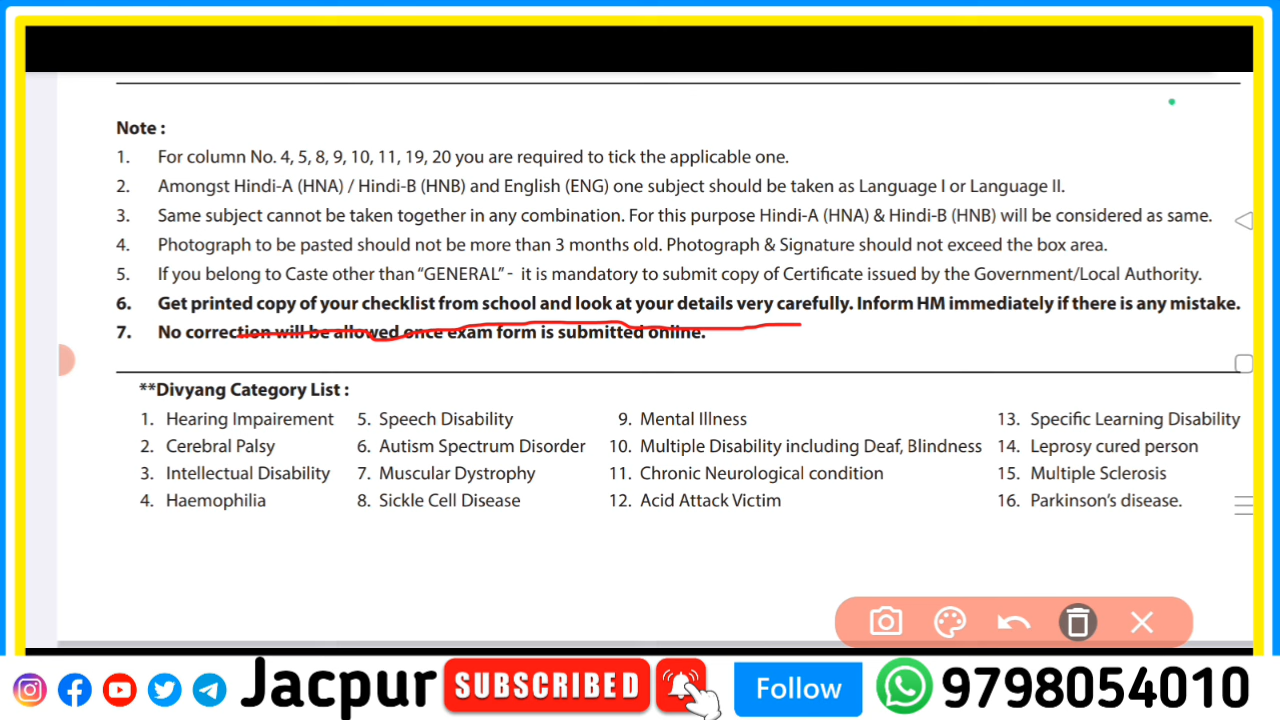 Note :
1. For column No. 4, 5, 8, 9, 10, 11, 19, 20 you are required to tick the applicable one.
2. Amongst Hindi-A (HNA) / Hindi-B (HNB) and English (ENG) one subject should be taken as Language I or Language II.
3. Same subject cannot be taken together in any combination. For this purpose Hindi-A (HNA) & Hindi-B (HNB) will be considered as same.
4. Photograph to be pasted should not be more than 3 months old. Photograph & Signature should not exceed the box area.
5. If you belong to Caste other than “GENERAL” - it is mandatory to submit copy of Certificate issued by the Government/Local Authority.
6. Get printed copy of your checklist from school and look at your details very carefully. Inform HM immediately if there is any mistake.
7. No correction will be allowed once exam form is submitted online.
**Divyang Category List :
1. Hearing Impairement 5. Speech Disability 9. Mental Illness 13. Specific Learning Disability
2. Cerebral Palsy 6. Autism Spectrum Disorder 10. Multiple Disability including Deaf, Blindness 14. Leprosy cured person
3. Intellectual Disability 7. Muscular Dystrophy 11. Chronic Neurological condition 15. Multiple Sclerosis
4. Haemophilia 8. Sickle Cell Disease 12. Acid Attack Victim 16. Parkinson’s disease.
Jacpur SUBSCRIBED Follow 9798054010